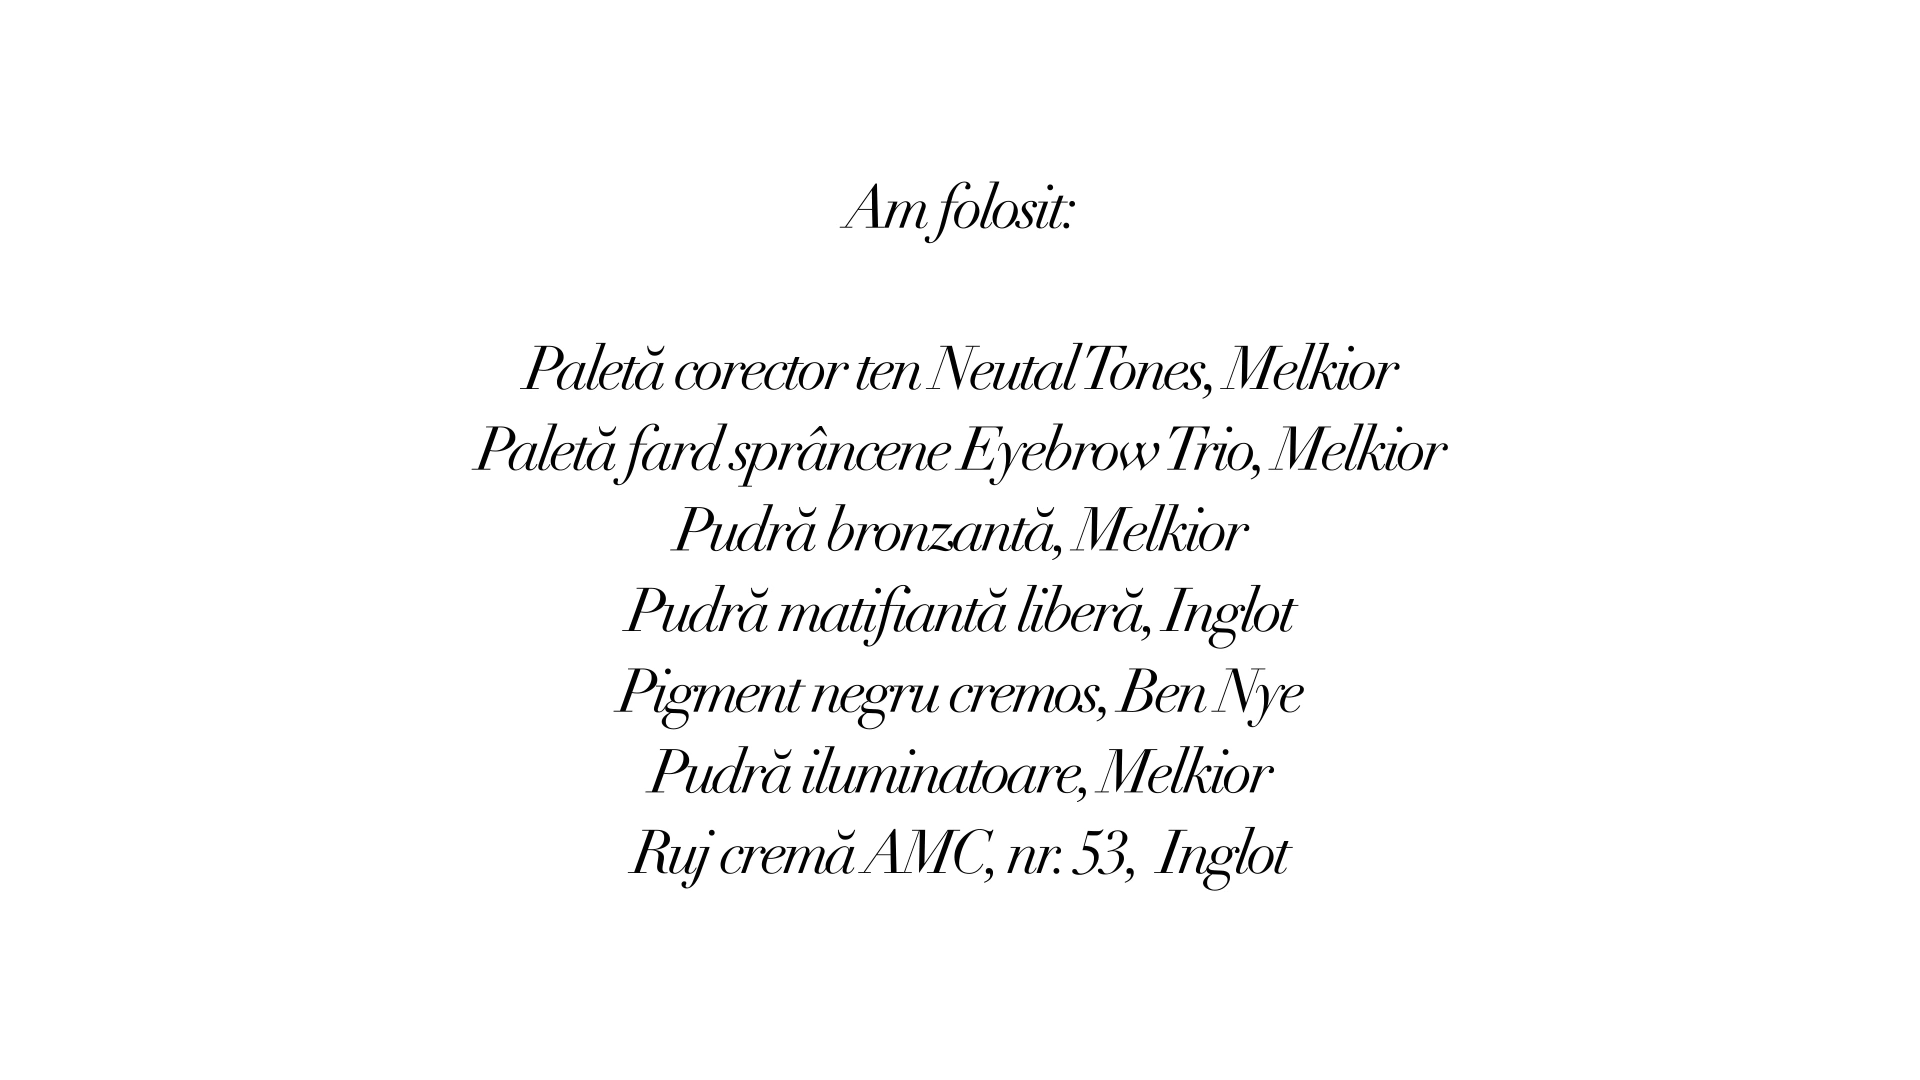 Am folosit:
Paletă corector ten Neutal Tones, Melkior
Paletă fard sprâncene Eyebrow Trio, Melkior
Pudră bronzantă, Melkior
Pudră matifiantă liberă, Inglot
Pigment negru cremos, Ben Nye
Pudră iluminatoare, Melkior
Ruj cremă AMC, nr. 53, Inglot